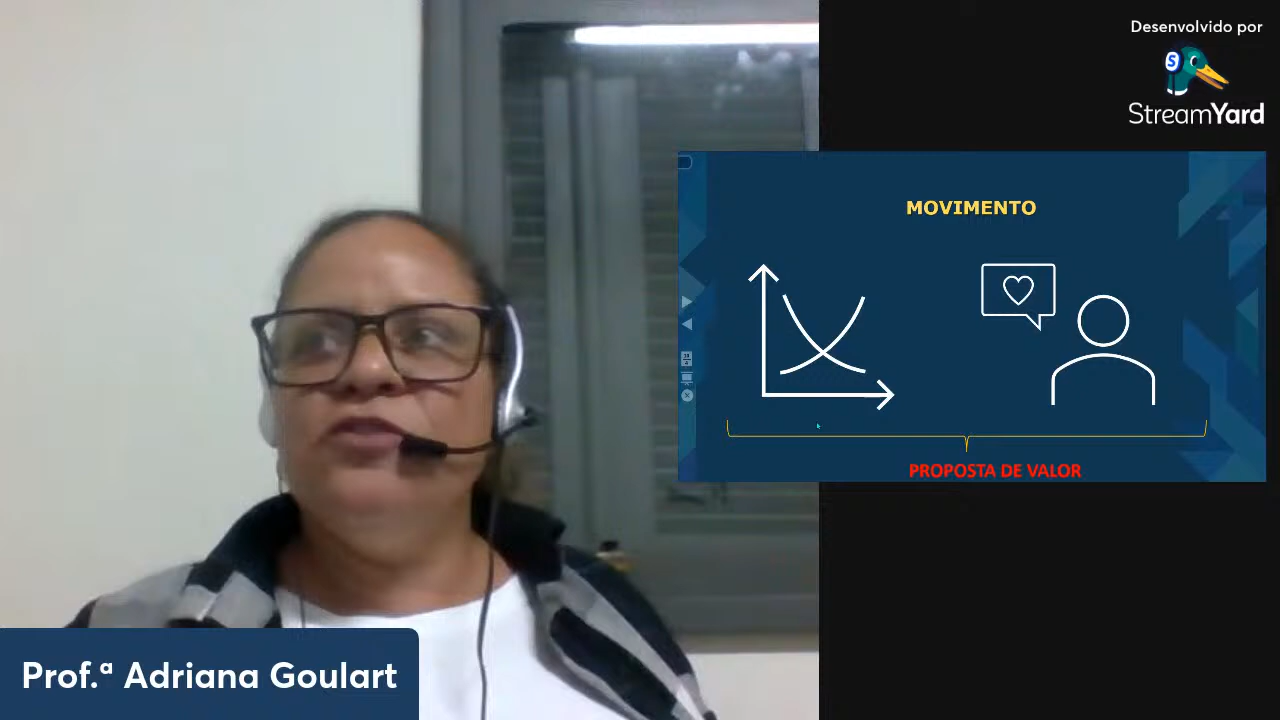 Desenvolvido por
StreamYard
MOVIMENTO
PROPOSTA DE VALOR
Prof.ª Adriana Goulart